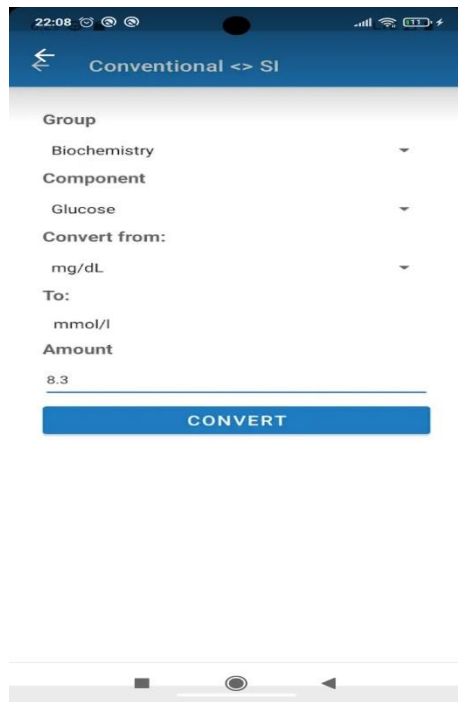 22:08
Conventional <> SI
Group
Biochemistry
Component
Glucose
Convert from:
mg/dL
To:
mmol/l
Amount
8.3
CONVERT